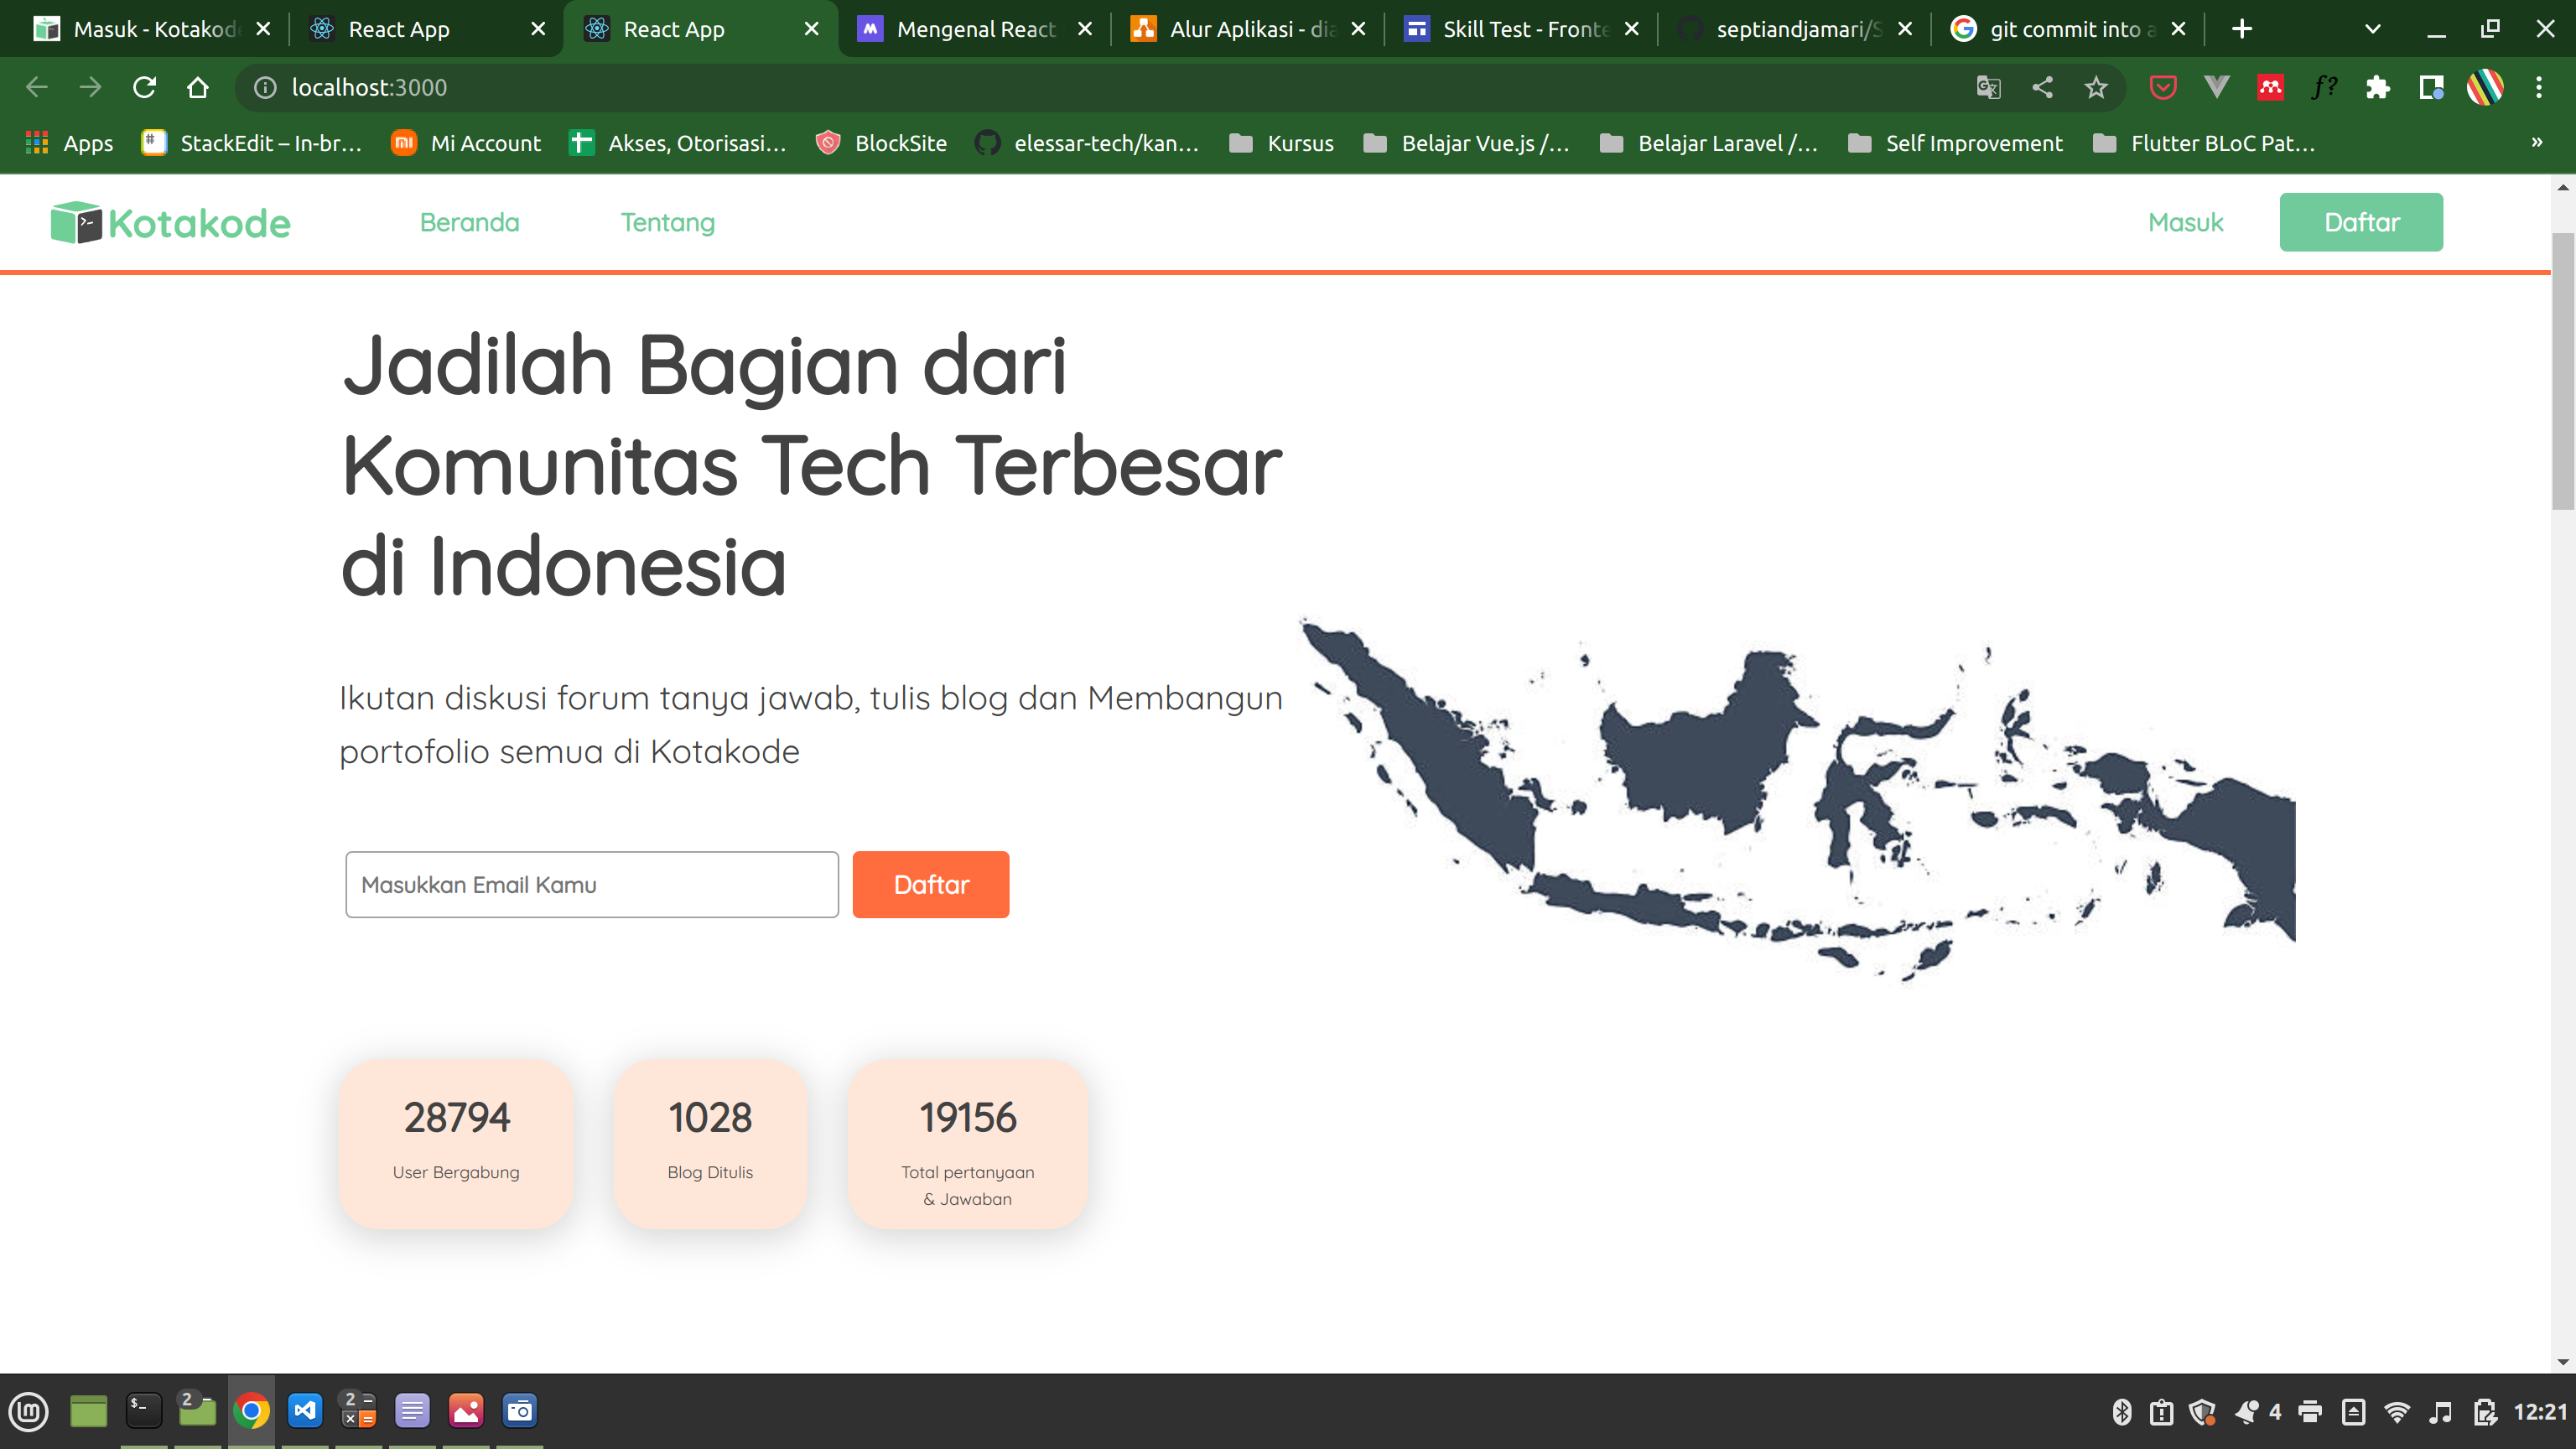 Masuk - Kotakode
React App
React App
Mengenal React
Alur Aplikasi - dia
Skill Test - Fronte
septiandjamari/S
git commit into a
localhost:3000
f?
Apps
StackEdit – In-br...
Mi Account
Akses, Otorisasi...
BlockSite
elessar-tech/kan...
Kursus
Belajar Vue.js /...
Belajar Laravel /...
Self Improvement
Flutter BLoC Pat...
»
Kotakode
Beranda
Tentang
Masuk
Daftar
Jadilah Bagian dari
Komunitas Tech Terbesar
di Indonesia
Ikutan diskusi forum tanya jawab, tulis blog dan Membangun
portofolio semua di Kotakode
Masukkan Email Kamu
Daftar
28794
User Bergabung
1028
Blog Ditulis
19156
Total pertanyaan
& Jawaban
2
2
4
12:21